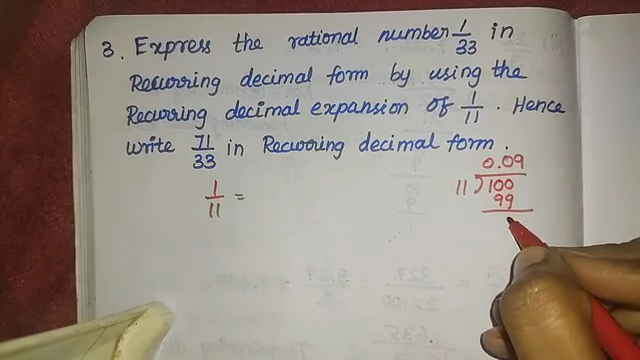 3. Express the rational number 1/33 in
Recurring decimal form by using the
Recurring decimal expansion of 1/11. Hence
write 71/33 in Recurring decimal form.
1/11 =
0.09
11)100
99